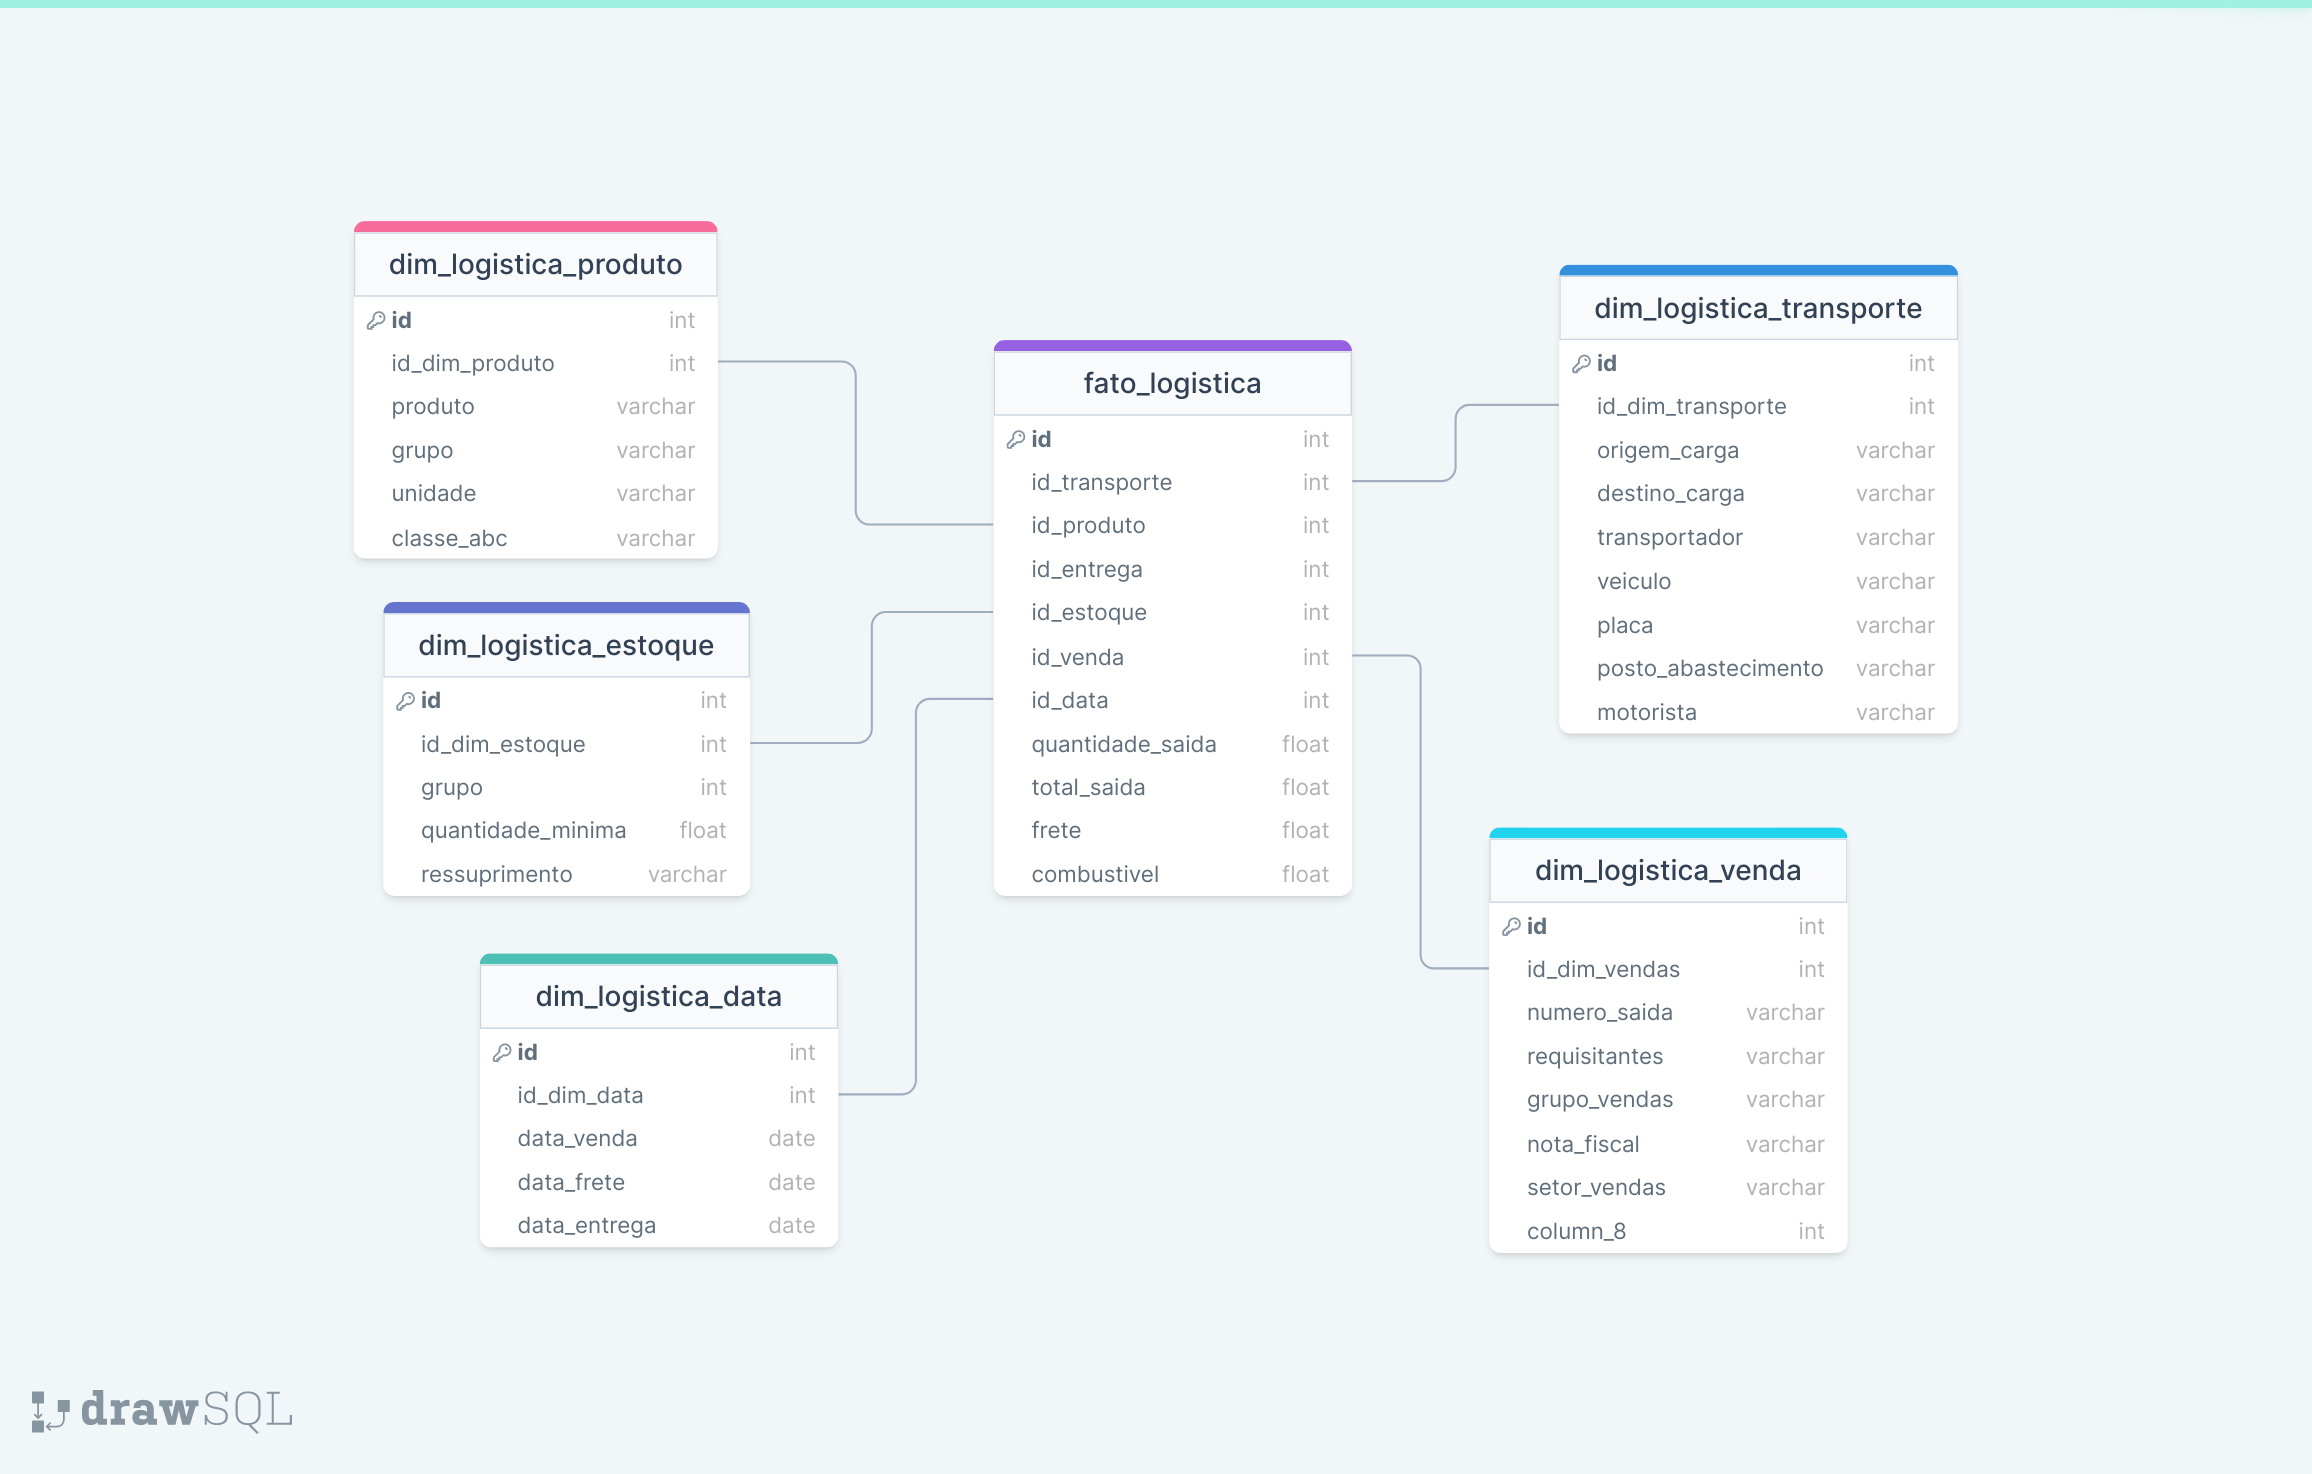 dim_logistica_produto
id int
id_dim_produto int
produto varchar
grupo varchar
unidade varchar
classe_abc varchar
dim_logistica_estoque
id int
id_dim_estoque int
grupo int
quantidade_minima float
ressuprimento varchar
dim_logistica_data
id int
id_dim_data int
data_venda date
data_frete date
data_entrega date
fato_logistica
id int
id_transporte int
id_produto int
id_entrega int
id_estoque int
id_venda int
id_data int
quantidade_saida float
total_saida float
frete float
combustivel float
dim_logistica_transporte
id int
id_dim_transporte int
origem_carga varchar
destino_carga varchar
transportador varchar
veiculo varchar
placa varchar
posto_abastecimento varchar
motorista varchar
dim_logistica_venda
id int
id_dim_vendas int
numero_saida varchar
requisitantes varchar
grupo_vendas varchar
nota_fiscal varchar
setor_vendas varchar
column_8 int
drawSQL